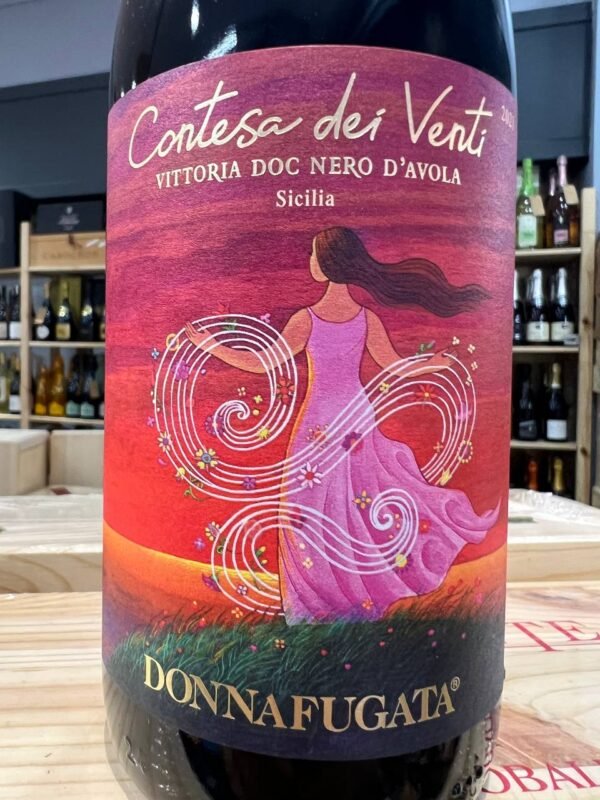 Contesa dei Venti
VITTORIA DOC NERO D'AVOLA
Sicilia
DONNAFUGATA®